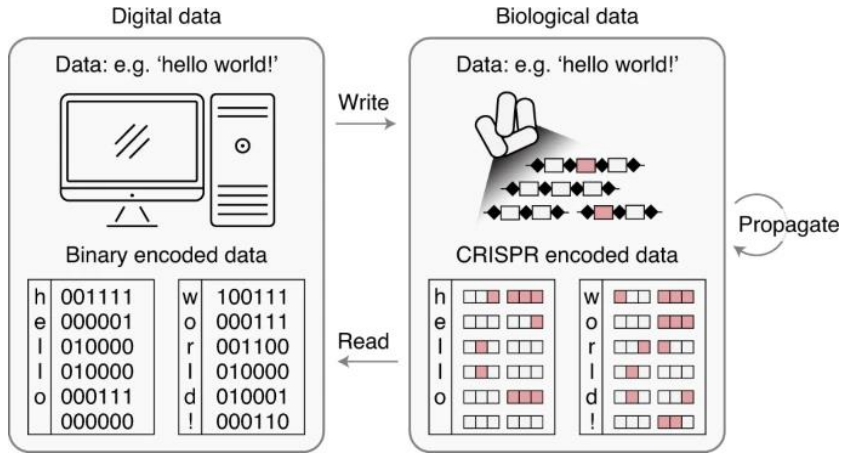 Digital data
Data: e.g. ‘hello world!’
Binary encoded data
h 001111
e 000001
l 010000
l 010000
o 000111
000000
w 100111
o 000111
r 001100
l 010000
d 010001
! 000110
Write
Read
Biological data
Data: e.g. ‘hello world!’
CRISPR encoded data
h
e
l
l
o
w
o
r
l
d
!
Propagate